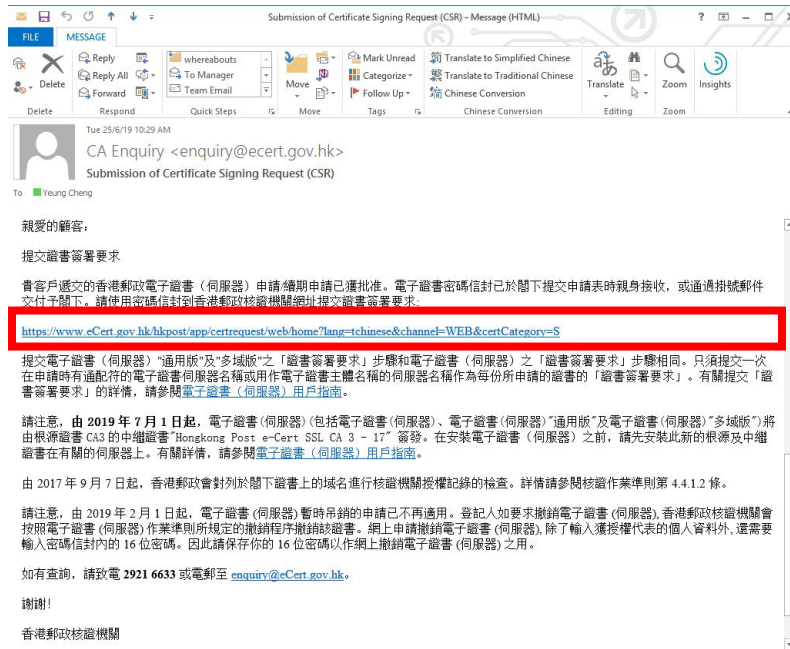 Submission of Certificate Signing Request (CSR) - Message (HTML)
FILE MESSAGE
Delete
Reply
Reply All
Forward
whereabouts
To Manager
Team Email
Move
Mark Unread
Categorize
Follow Up
Translate to Simplified Chinese
Translate to Traditional Chinese
Chinese Conversion
Translate
Zoom
Insights
Delete Respond Quick Steps Move Tags Chinese Conversion Editing Zoom
Tue 25/6/19 10:29 AM
CA Enquiry <enquiry@ecert.gov.hk>
Submission of Certificate Signing Request (CSR)
To Yeung Cheng
親愛的顧客:
提交證書簽署要求
貴客戶遞交的香港郵政電子證書（伺服器）申請/續期申請已獲批准。電子證書密碼信封已於閣下提交申請表時親身接收，或通過掛號郵件
交付予閣下。請使用密碼信封到香港郵政核證機關網址提交證書簽署要求:
https://www.eCert.gov.hk/hkpost/app/certrequest/web/home?lang=tchinese&channel=WEB&certCategory=S
提交電子證書（伺服器）"通用版"及"多域版"之「證書簽署要求」步驟和電子證書（伺服器）之「證書簽署要求」步驟相同。只須提交一次
在申請時有通配符的電子證書伺服器名稱或用作電子證書主體名稱的伺服器名稱作為每份所申請的證書的「證書簽署要求」。有關提交「證
書簽署要求」的詳情，請參閱電子證書（伺服器）用戶指南。
請注意，由 2019 年 7 月 1 日起，電子證書(伺服器)(包括電子證書(伺服器)、電子證書(伺服器)"通用版"及電子證書(伺服器)"多域版")將
由根源證書 CA3 的中繼證書"Hongkong Post e-Cert SSL CA 3 - 17" 簽發。在安裝電子證書（伺服器）之前，請先安裝此新的根源及中繼
證書在有關的伺服器上。有關詳情，請參閱電子證書（伺服器）用戶指南。
由 2017 年 9 月 7 日起，香港郵政會對列於閣下證書上的域名進行核證機關授權記錄的檢查。詳情請參閱核證作業準則第 4.4.1.2 條。
請注意，由 2019 年 2 月 1 日起，電子證書 (伺服器) 暫時吊銷的申請已不再適用。登記人如要求撤銷電子證書 (伺服器), 香港郵政核證機關會
按照電子證書 (伺服器) 作業準則所規定的撤銷程序撤銷該證書。網上申請撤銷電子證書 (伺服器), 除了輸入獲授權代表的個人資料外, 還需要
輸入密碼信封內的 16 位密碼。因此請保存你的 16 位密碼以作網上撤銷電子證書 (伺服器) 之用。
如有查詢，請致電 2921 6633 或電郵至 enquiry@eCert.gov.hk。
謝謝!
香港郵政核證機關